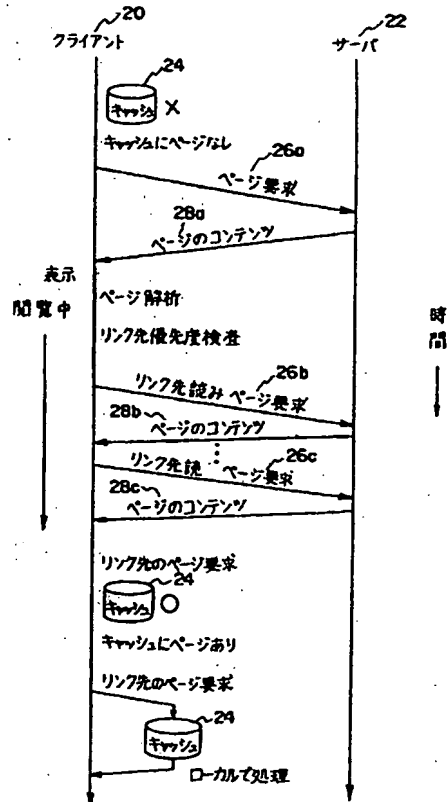 20
22
クライアント
サーバ
24
キャッシュ ×
キャッシュにページなし
26a
ページ要求
28a
ページのコンテンツ
表示
閲覧中
ページ解析
リンク先優先度検査
時間
26b
リンク先読み ページ要求
28b
ページのコンテンツ
26c
リンク先読 ページ要求
28c
ページのコンテンツ
リンク先のページ要求
24
キャッシュ ○
キャッシュにページあり
リンク先のページ要求
24
キャッシュ
ローカルで処理